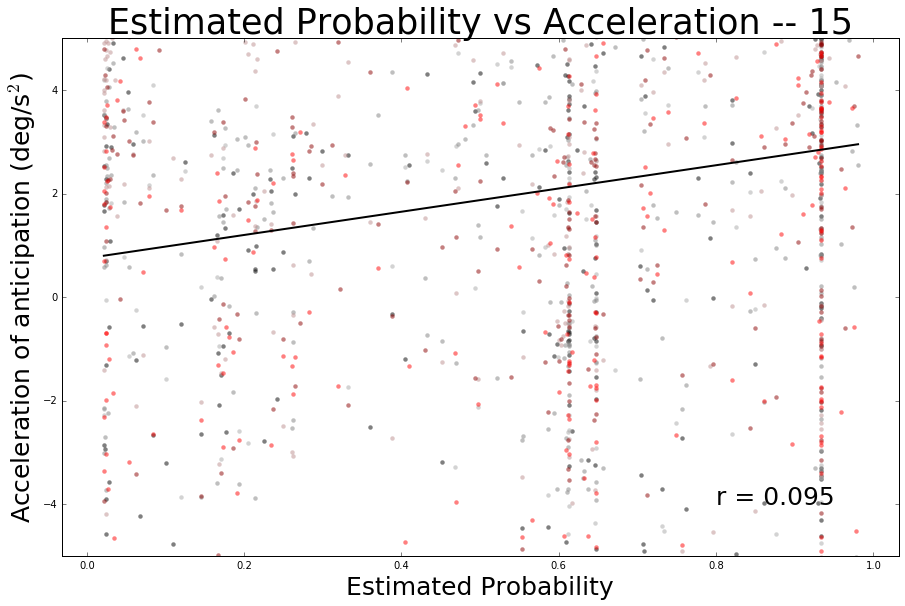 Estimated Probability vs Acceleration -- 15
Acceleration of anticipation (deg/s²)
4
2
0
−2
−4
r = 0.095
0.0 0.2 0.4 0.6 0.8 1.0
Estimated Probability